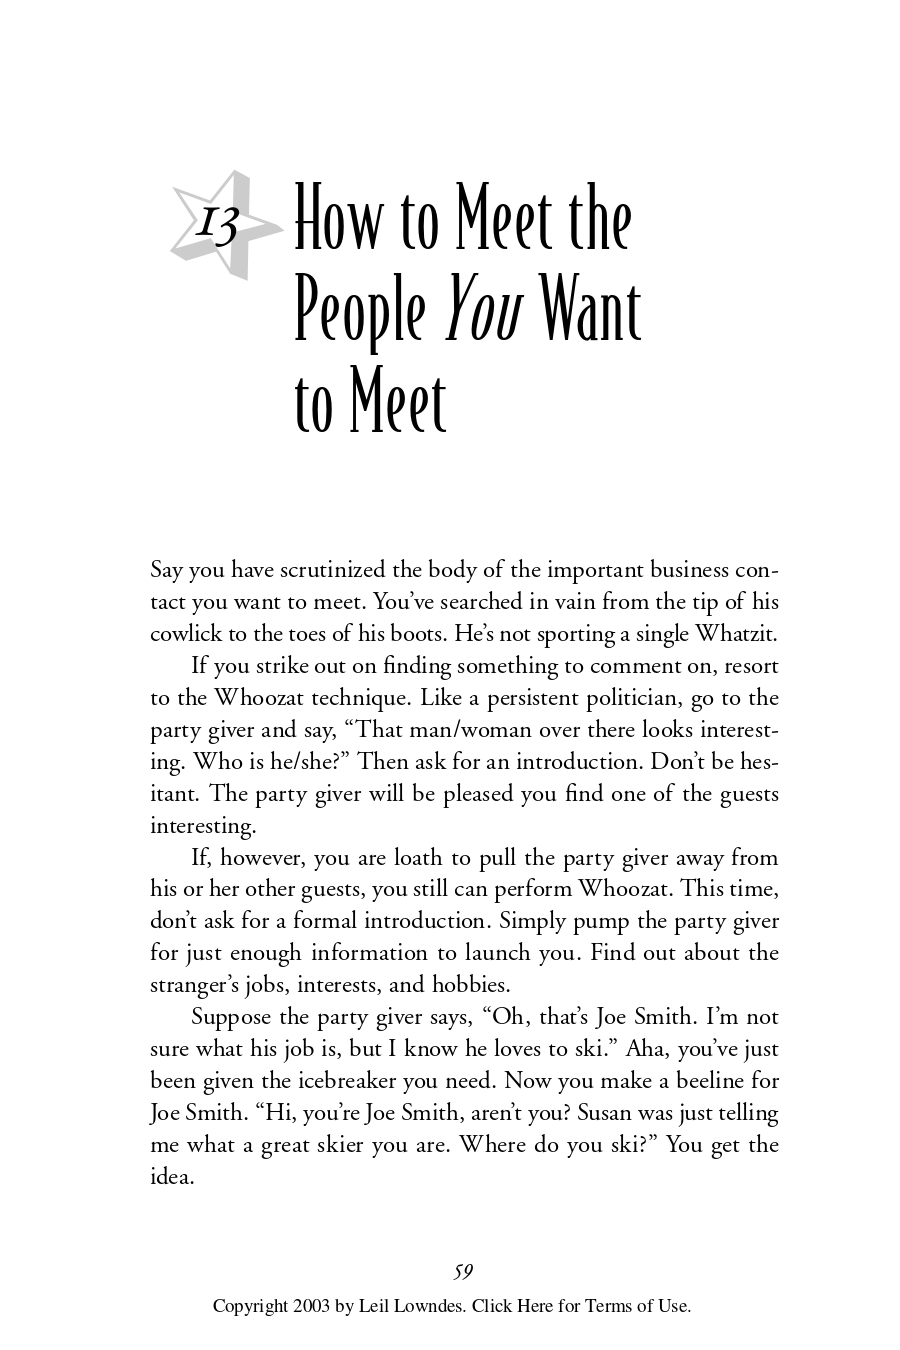 13
How to Meet the
People You Want
to Meet
Say you have scrutinized the body of the important business con-
tact you want to meet. You’ve searched in vain from the tip of his
cowlick to the toes of his boots. He’s not sporting a single Whatzit.
If you strike out on finding something to comment on, resort
to the Whoozat technique. Like a persistent politician, go to the
party giver and say, “That man/woman over there looks interest-
ing. Who is he/she?” Then ask for an introduction. Don’t be hes-
itant. The party giver will be pleased you find one of the guests
interesting.
If, however, you are loath to pull the party giver away from
his or her other guests, you still can perform Whoozat. This time,
don’t ask for a formal introduction. Simply pump the party giver
for just enough information to launch you. Find out about the
stranger’s jobs, interests, and hobbies.
Suppose the party giver says, “Oh, that’s Joe Smith. I’m not
sure what his job is, but I know he loves to ski.” Aha, you’ve just
been given the icebreaker you need. Now you make a beeline for
Joe Smith. “Hi, you’re Joe Smith, aren’t you? Susan was just telling
me what a great skier you are. Where do you ski?” You get the
idea.
59
Copyright 2003 by Leil Lowndes. Click Here for Terms of Use.